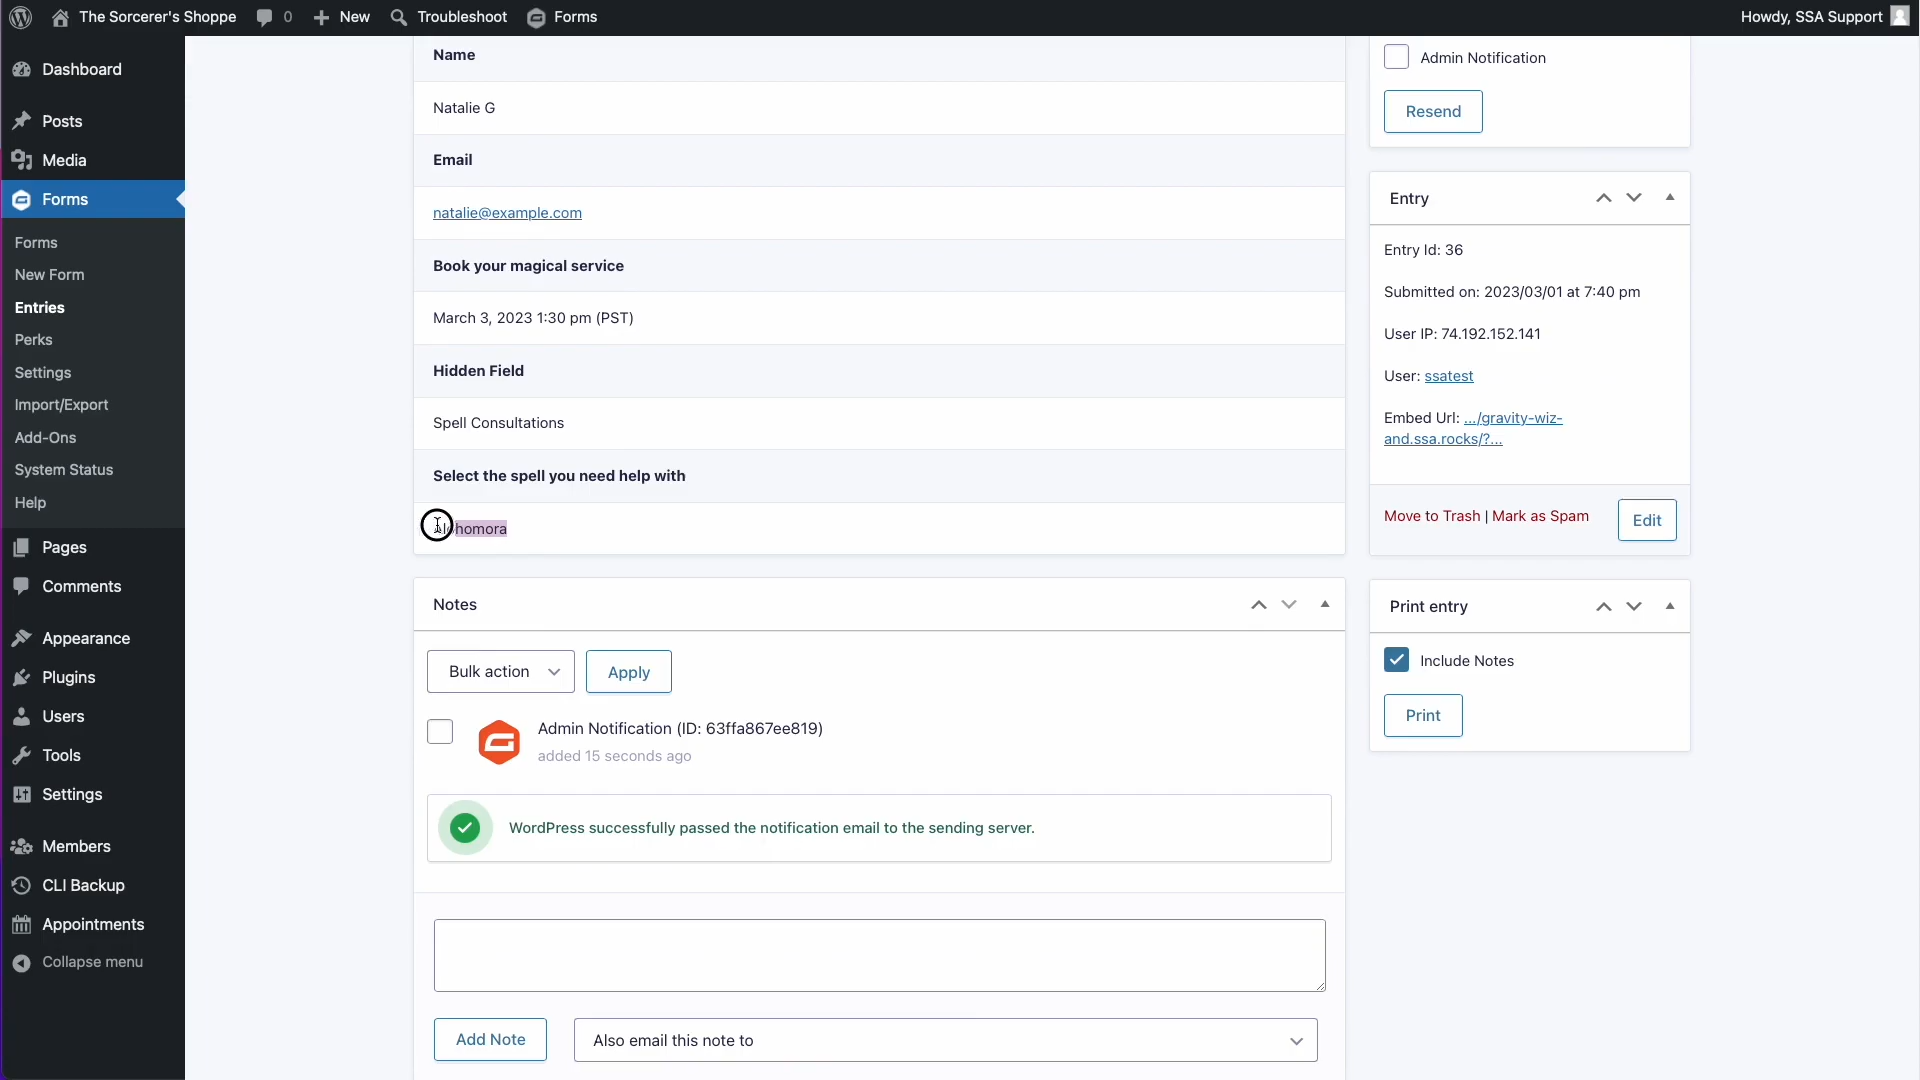 The Sorcerer's Shoppe
0
New
Troubleshoot
Forms
Howdy, SSA Support
Dashboard
Posts
Media
Forms
Forms
New Form
Entries
Perks
Settings
Import/Export
Add-Ons
System Status
Help
Pages
Comments
Appearance
Plugins
Users
Tools
Settings
Members
CLI Backup
Appointments
Collapse menu
Name
Natalie G
Email
natalie@example.com
Book your magical service
March 3, 2023 1:30 pm (PST)
Hidden Field
Spell Consultations
Select the spell you need help with
Alohomora
Notes
Bulk action
Apply
Admin Notification (ID: 63ffa867ee819)
added 15 seconds ago
WordPress successfully passed the notification email to the sending server.
Add Note
Also email this note to
Admin Notification
Resend
Entry
Entry Id: 36
Submitted on: 2023/03/01 at 7:40 pm
User IP: 74.192.152.141
User: ssatest
Embed Url: .../gravity-wiz-
and.ssa.rocks/?...
Move to Trash | Mark as Spam
Edit
Print entry
Include Notes
Print